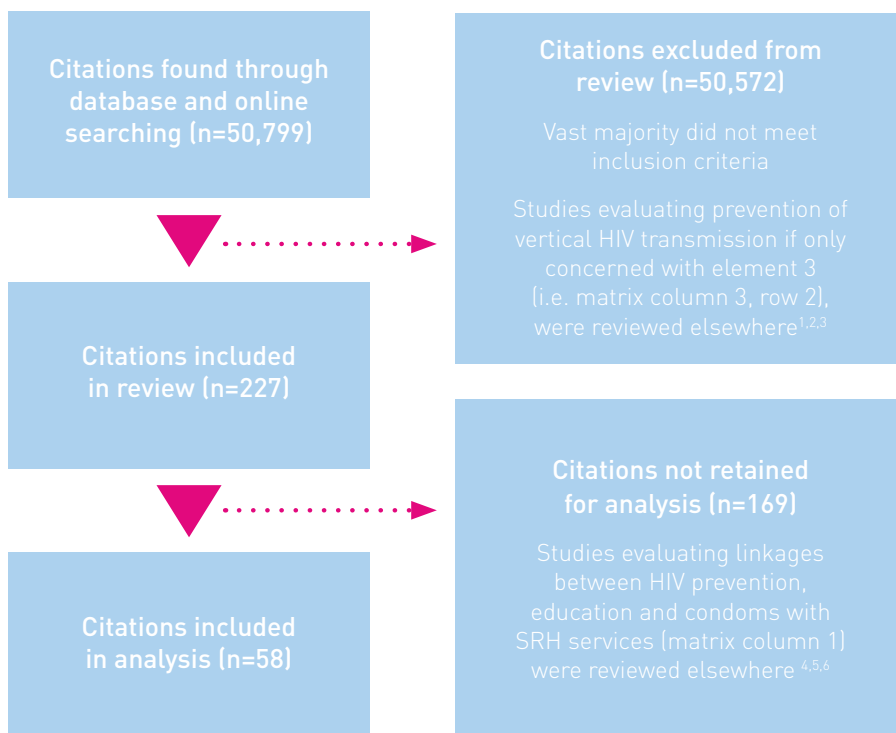 Citations found through
database and online
searching (n=50,799)
Citations excluded from
review (n=50,572)
Vast majority did not meet
inclusion criteria
Studies evaluating prevention of
vertical HIV transmission if only
concerned with element 3
(i.e. matrix column 3, row 2),
were reviewed elsewhere1,2,3
Citations included
in review (n=227)
Citations not retained
for analysis (n=169)
Studies evaluating linkages
between HIV prevention,
education and condoms with
SRH services (matrix column 1)
were reviewed elsewhere 4,5,6
Citations included
in analysis (n=58)